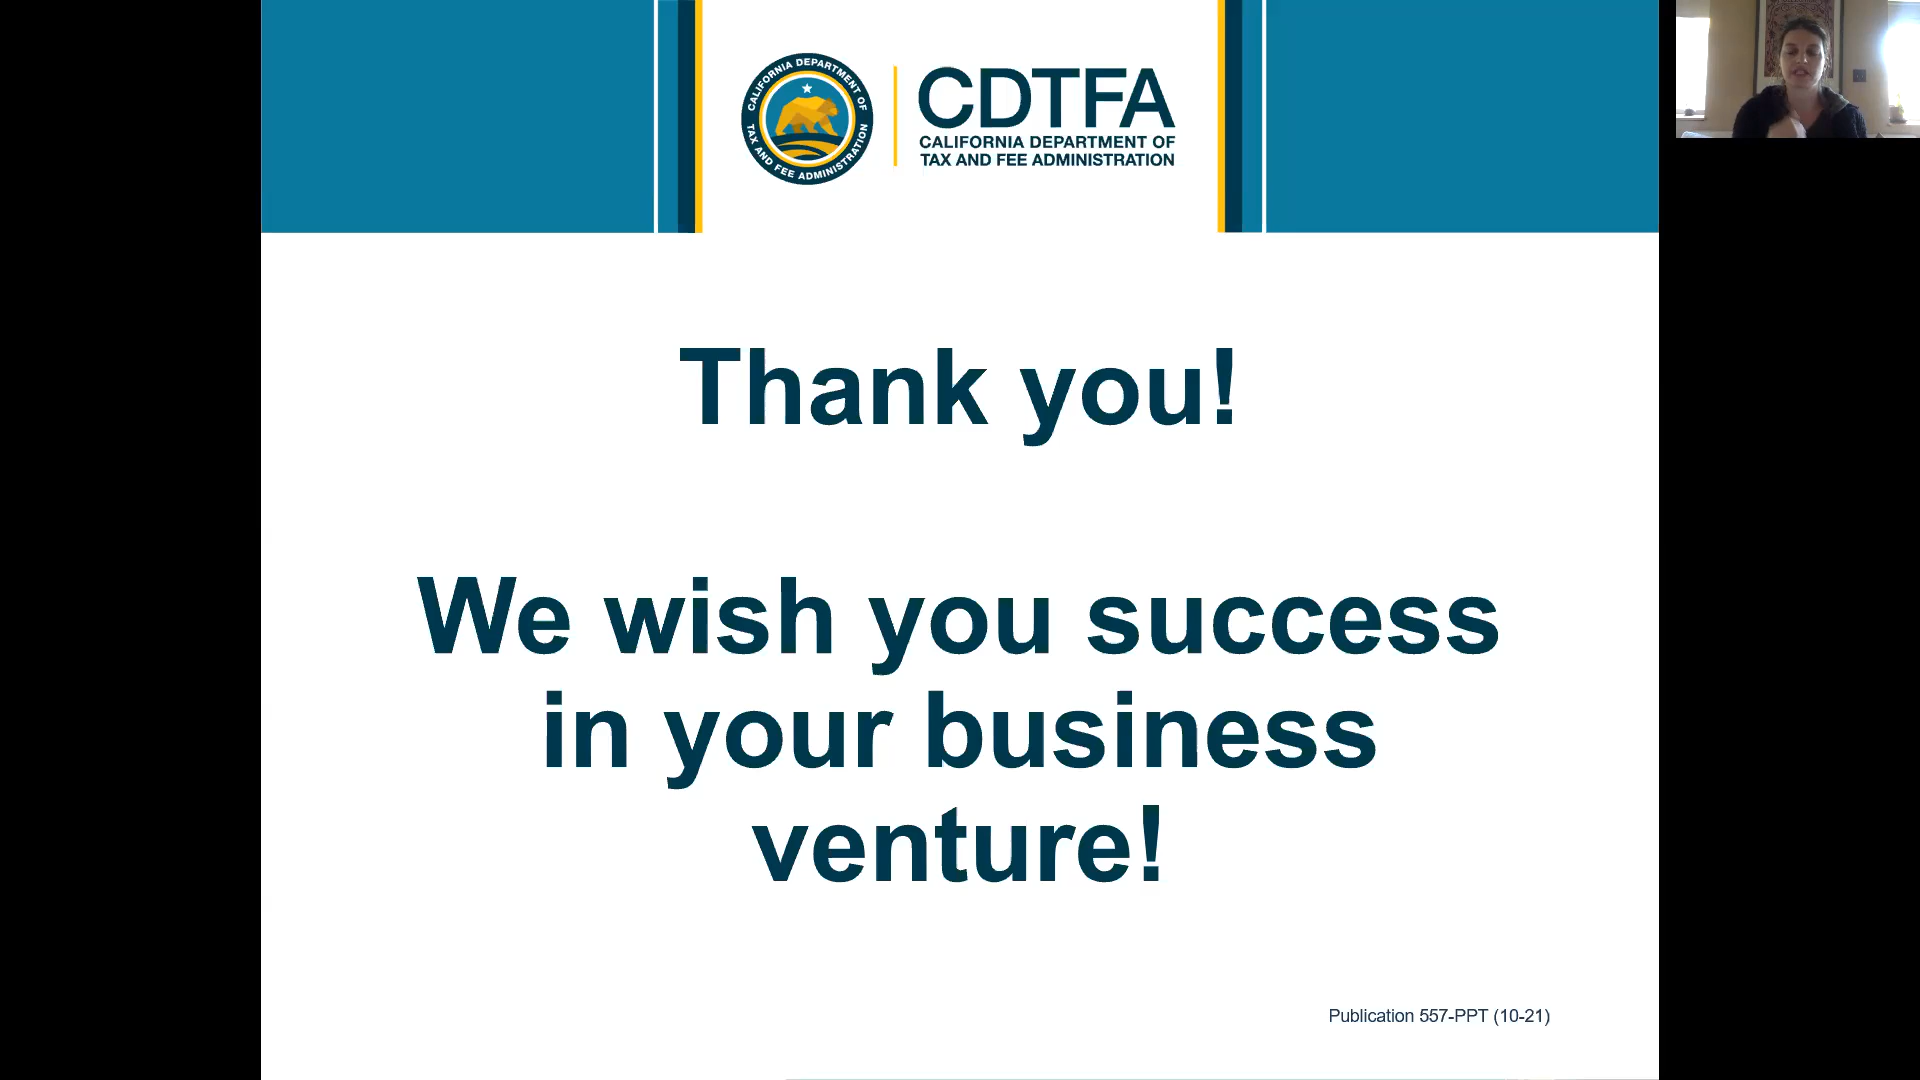 CALIFORNIA DEPARTMENT OF
TAX AND FEE ADMINISTRATION
CDTFA
CALIFORNIA DEPARTMENT OF
TAX AND FEE ADMINISTRATION
Thank you!
We wish you success
in your business
venture!
Publication 557-PPT (10-21)